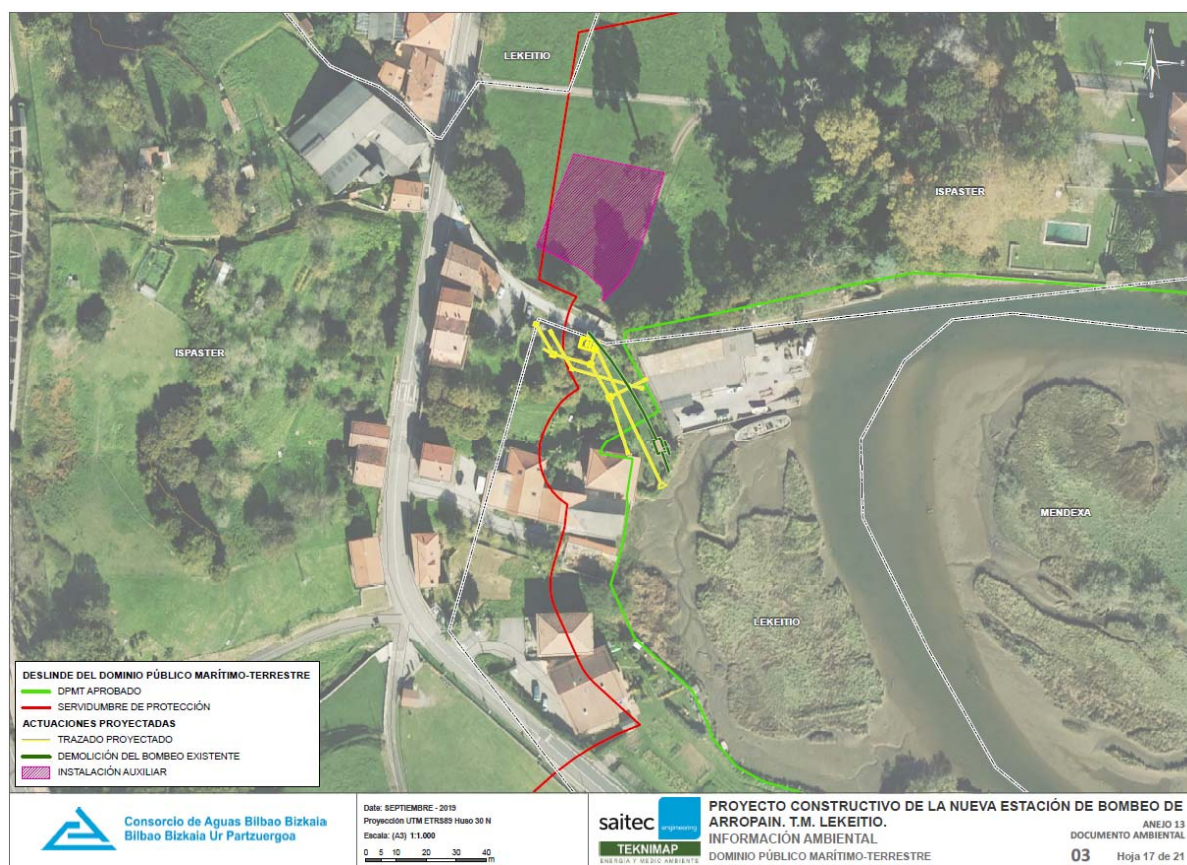 LEKEITIO
N
W
E
S
ISPASTER
ISPASTER
MENDEXA
LEKEITIO
DESLINDE DEL DOMINIO PÚBLICO MARÍTIMO-TERRESTRE
DPMT APROBADO
SERVIDUMBRE DE PROTECCIÓN
ACTUACIONES PROYECTADAS
TRAZADO PROYECTADO
DEMOLICIÓN DEL BOMBEO EXISTENTE
INSTALACIÓN AUXILIAR
Consorcio de Aguas Bilbao Bizkaia
Bilbao Bizkaia Ur Partzuergoa
Date: SEPTIEMBRE - 2019
Proyección UTM ETRS89 Huso 30 N
Escala: (A3) 1:1.000
0 5 10 20 30 40
m
saitec engineering
TEKNIMAP
ENERGÍA Y MEDIO AMBIENTE
PROYECTO CONSTRUCTIVO DE LA NUEVA ESTACIÓN DE BOMBEO DE
ARROPAIN. T.M. LEKEITIO.
INFORMACIÓN AMBIENTAL
DOMINIO PÚBLICO MARÍTIMO-TERRESTRE
ANEJO 13
DOCUMENTO AMBIENTAL
03 Hoja 17 de 21